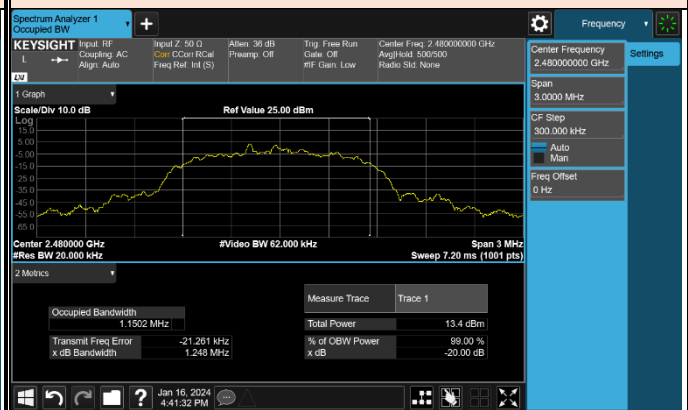 Spectrum Analyzer 1
Occupied BW
+
Frequency
KEYSIGHT
L
LXI
Input: RF
Coupling: AC
Align: Auto
Input Z: 50 Ω
Corr CCorr RCal
Freq Ref: Int (S)
Atten: 36 dB
Preamp: Off
Trig: Free Run
Gate: Off
#IF Gain: Low
Center Freq: 2.480000000 GHz
Avg|Hold: 500/500
Radio Std: None
Center Frequency
2.480000000 GHz
Settings
Span
3.0000 MHz
CF Step
300.000 kHz
Auto
Man
Freq Offset
0 Hz
1 Graph
Scale/Div 10.0 dB
Ref Value 25.00 dBm
Log
15.0
5.00
-5.00
-15.0
-25.0
-35.0
-45.0
-55.0
-65.0
Center 2.480000 GHz
#Video BW 62.000 kHz
Span 3 MHz
#Res BW 20.000 kHz
Sweep 7.20 ms (1001 pts)
2 Metrics
Measure Trace
Trace 1
Occupied Bandwidth
1.1502 MHz
Total Power
13.4 dBm
Transmit Freq Error
-21.261 kHz
% of OBW Power
99.00 %
x dB Bandwidth
1.248 MHz
x dB
-20.00 dB
?
Jan 16, 2024
4:41:32 PM